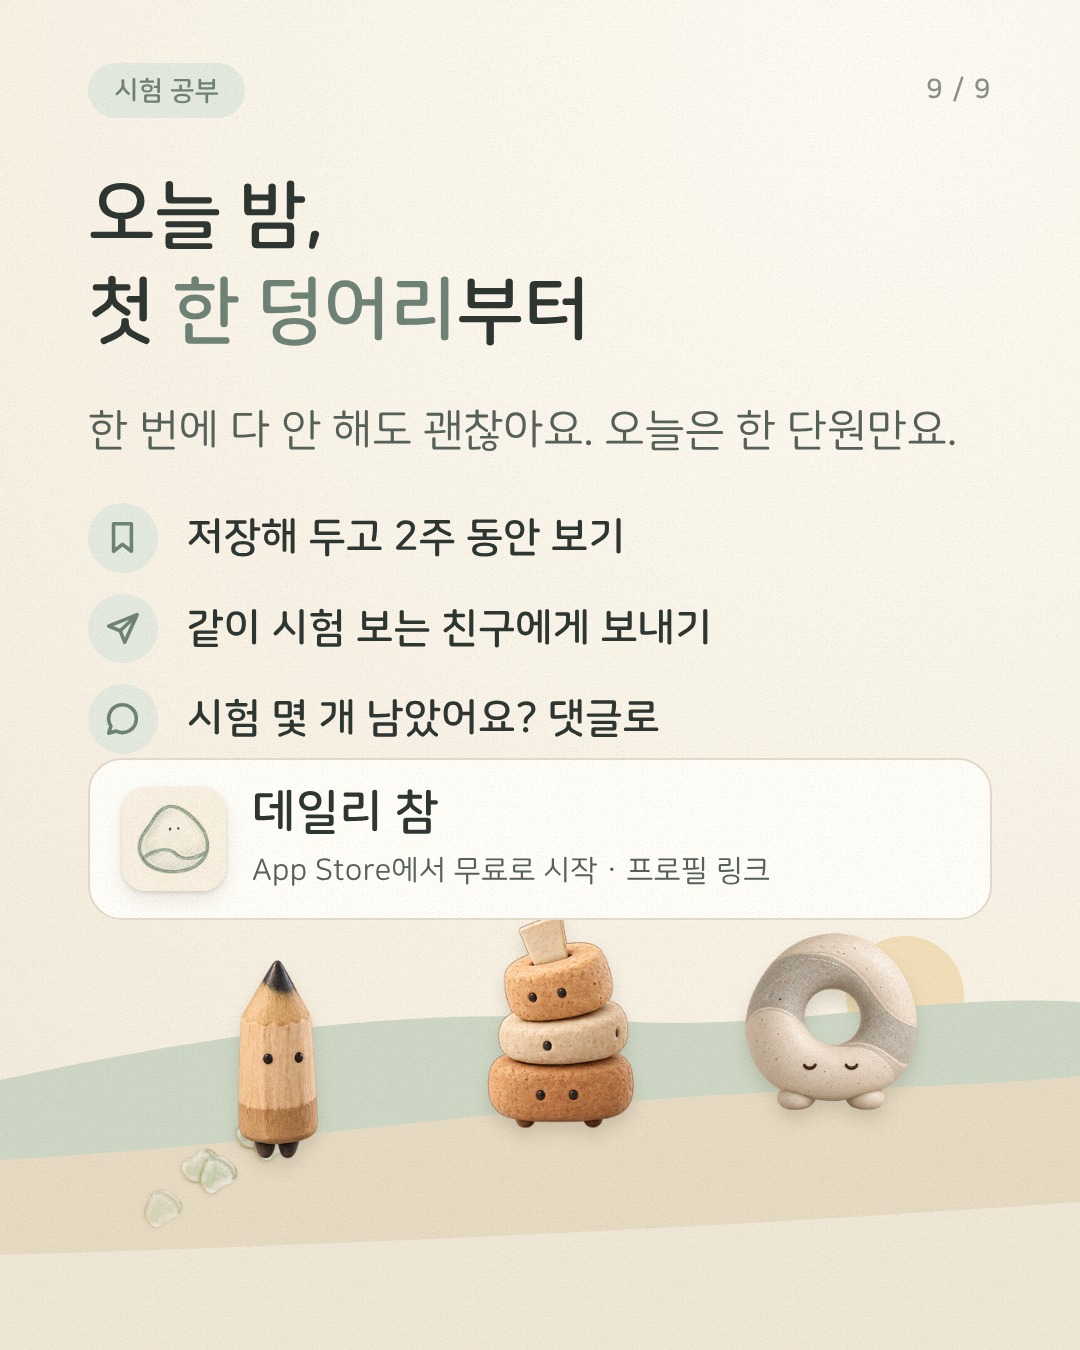 시험 공부
9 / 9
오늘 밤,
첫 한 덩어리부터
한 번에 다 안 해도 괜찮아요. 오늘은 한 단원만요.
저장해 두고 2주 동안 보기
같이 시험 보는 친구에게 보내기
시험 몇 개 남았어요? 댓글로
데일리 참
App Store에서 무료로 시작 · 프로필 링크